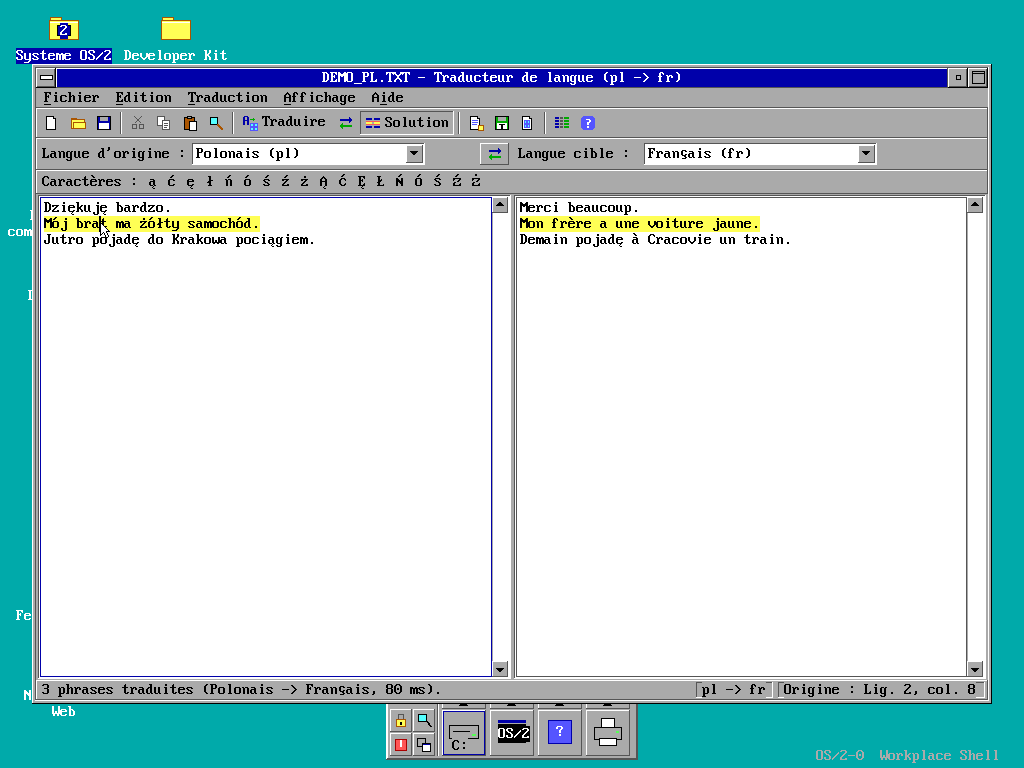 Systeme OS/2 Developer Kit
DEMO_PL.TXT - Traducteur de langue (pl -> fr)
Fichier Edition Traduction Affichage Aide
Traduire Solution
Langue d'origine : Polonais (pl) Langue cible : Français (fr)
Caractères : ą ć ę ł ń ó ś ź ż Ą Ć Ę Ł Ń Ó Ś Ź Ż
Dziękuję bardzo.
Mój brat ma żółty samochód.
Jutro pojadę do Krakowa pociągiem.
Merci beaucoup.
Mon frère a une voiture jaune.
Demain pojadę à Cracovie un train.
3 phrases traduites (Polonais -> Français, 80 ms). pl -> fr Origine : Lig. 2, col. 8
Web
C: OS/2
OS/2-0 Workplace Shell